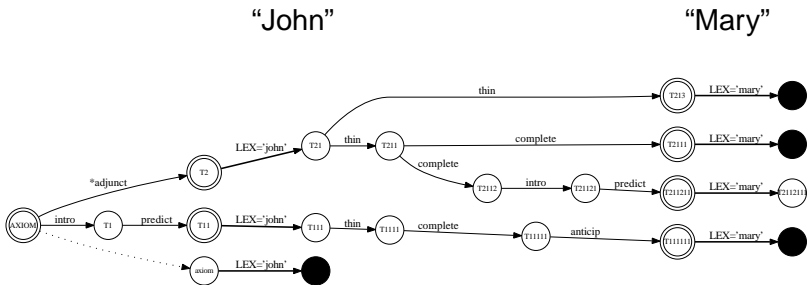 “John” “Mary”
thin
T213 LEX='mary'
LEX='john' T21 thin T211 complete T2111 LEX='mary'
T2
*adjunct
complete
T2112 intro T21121 predict T211211 LEX='mary' T2112111
AXIOM intro T1 predict T11 LEX='john' T111 thin T1111 complete
T11111 anticip T111111 LEX='mary'
axiom LEX='john'